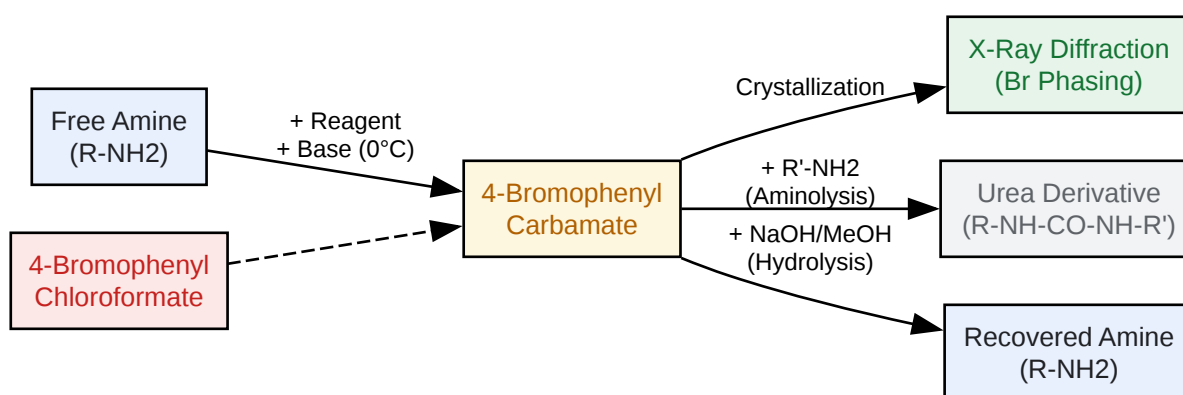 Free Amine
(R-NH2)
4-Bromophenyl
Chloroformate
+ Reagent
+ Base (0°C)
4-Bromophenyl
Carbamate
Crystallization
+ R'-NH2
(Aminolysis)
+ NaOH/MeOH
(Hydrolysis)
X-Ray Diffraction
(Br Phasing)
Urea Derivative
(R-NH-CO-NH-R')
Recovered Amine
(R-NH2)